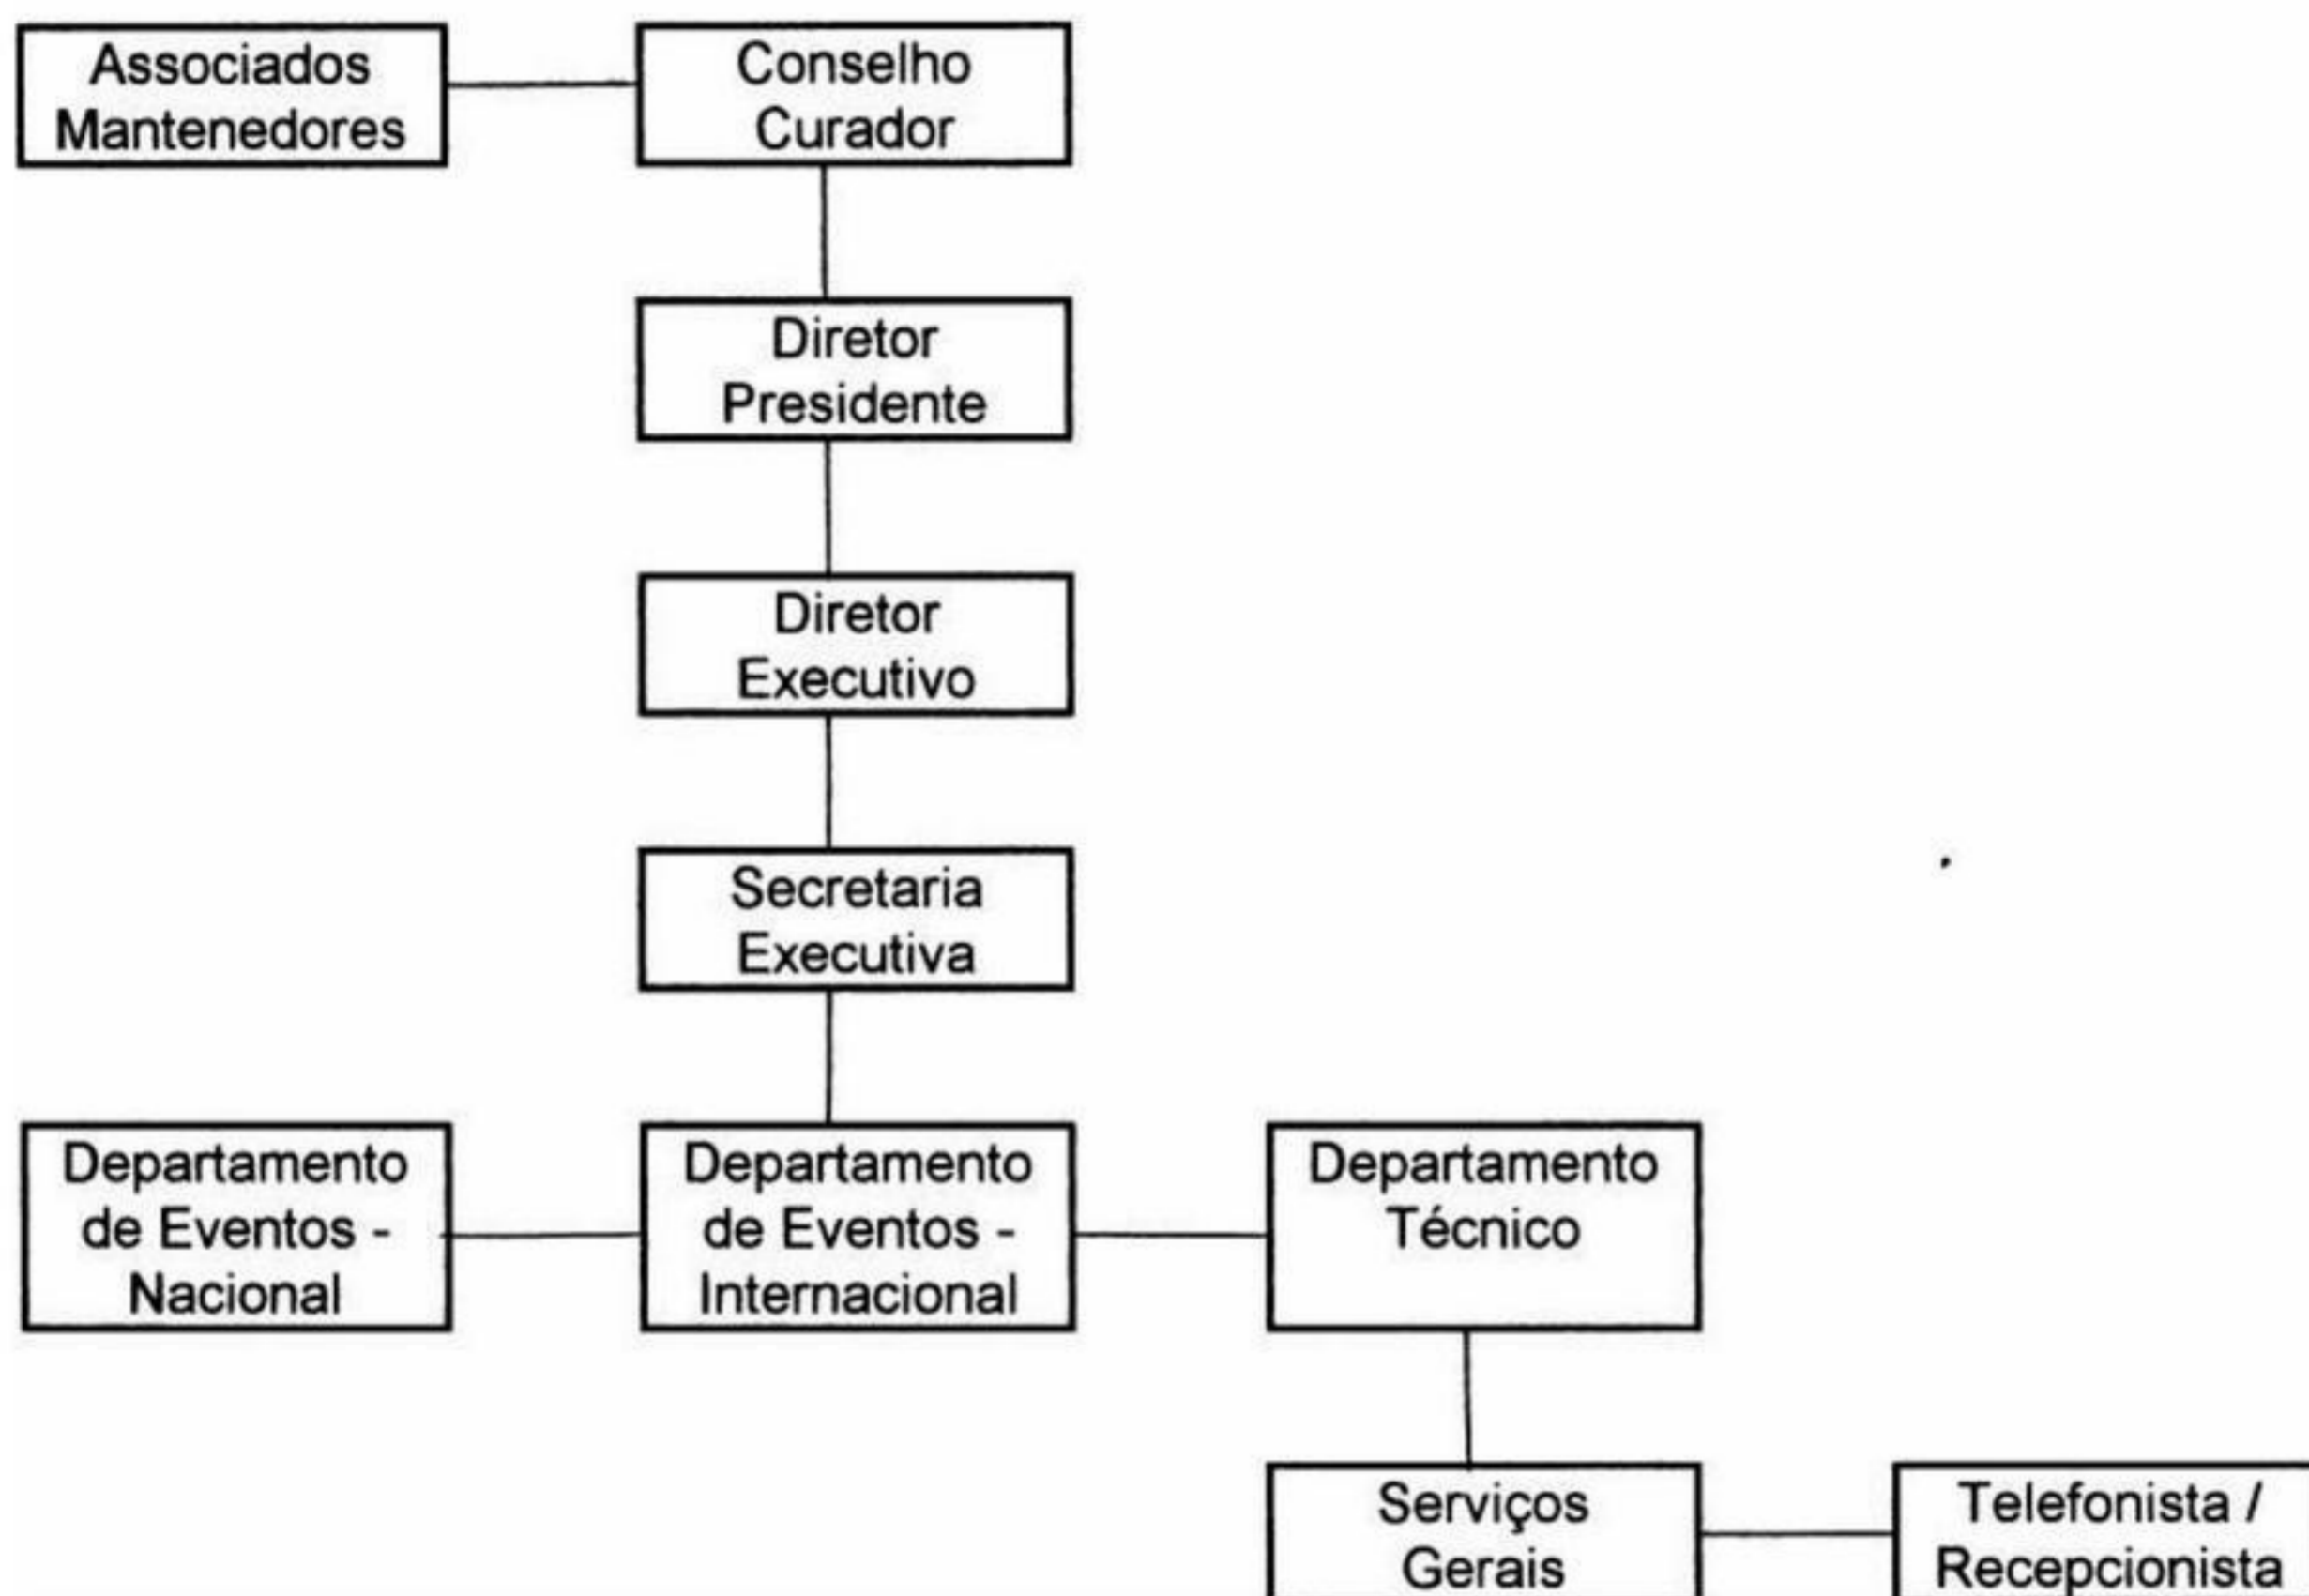 Associados
Mantenedores
Conselho
Curador
Diretor
Presidente
Diretor
Executivo
Secretaria
Executiva
Departamento
de Eventos -
Nacional
Departamento
de Eventos -
Internacional
Departamento
Técnico
Serviços
Gerais
Telefonista /
Recepcionista